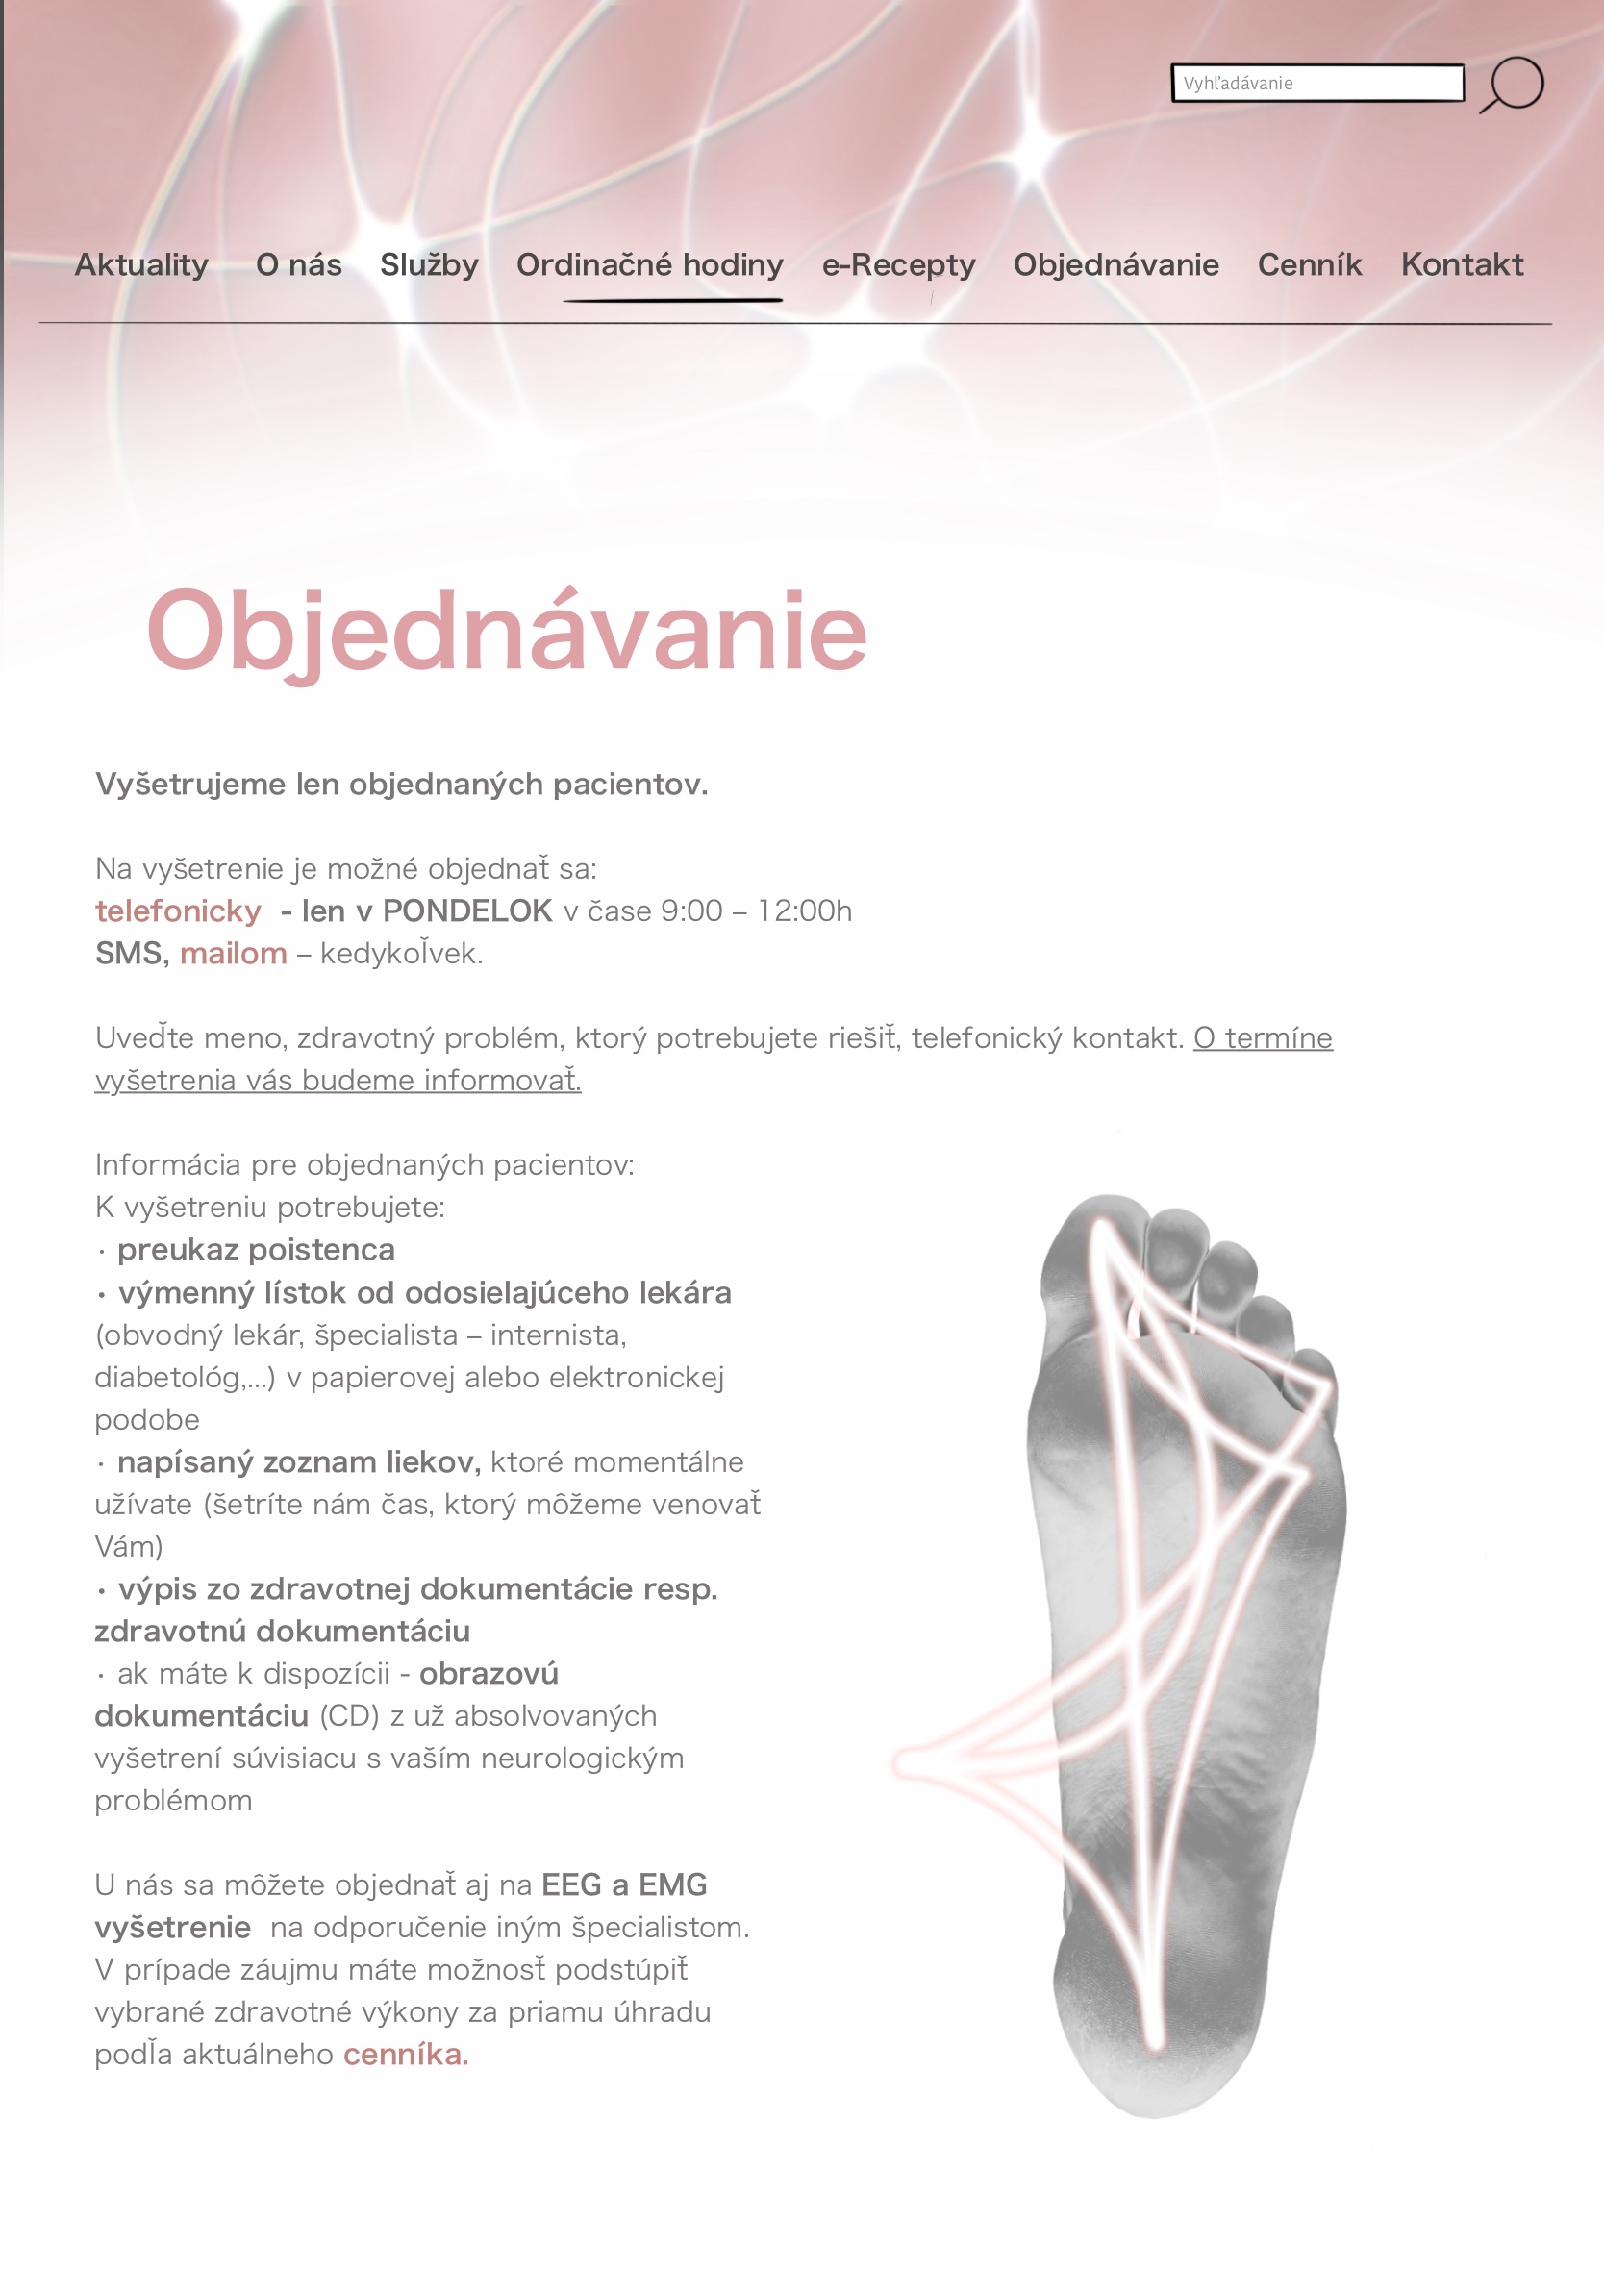 Vyhľadávanie
Aktuality O nás Služby Ordinačné hodiny e-Recepty Objednávanie Cenník Kontakt
Objednávanie
Vyšetrujeme len objednaných pacientov.
Na vyšetrenie je možné objednať sa:
telefonicky - len v PONDELOK v čase 9:00 – 12:00h
SMS, mailom – kedykoľvek.
Uveďte meno, zdravotný problém, ktorý potrebujete riešiť, telefonický kontakt. O termíne
vyšetrenia vás budeme informovať.
Informácia pre objednaných pacientov:
K vyšetreniu potrebujete:
· preukaz poistenca
· výmenný lístok od odosielajúceho lekára
(obvodný lekár, špecialista – internista,
diabetológ,...) v papierovej alebo elektronickej
podobe
· napísaný zoznam liekov, ktoré momentálne
užívate (šetríte nám čas, ktorý môžeme venovať
Vám)
· výpis zo zdravotnej dokumentácie resp.
zdravotnú dokumentáciu
· ak máte k dispozícii - obrazovú
dokumentáciu (CD) z už absolvovaných
vyšetrení súvisiacu s vaším neurologickým
problémom
U nás sa môžete objednať aj na EEG a EMG
vyšetrenie na odporučenie iným špecialistom.
V prípade záujmu máte možnosť podstúpiť
vybrané zdravotné výkony za priamu úhradu
podľa aktuálneho cenníka.